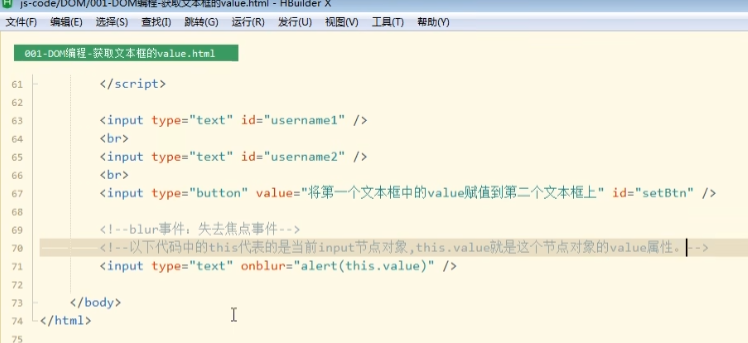 js-code/DOM/001-DOM编程-获取文本框的value.html - HBuilder X
文件(F) 编辑(E) 选择(S) 查找(I) 跳转(G) 运行(R) 发行(U) 视图(V) 工具(T) 帮助(Y)
001-DOM编程-获取文本框的value.html
61 </script>
62
63 <input type="text" id="username1" />
64 <br>
65 <input type="text" id="username2" />
66 <br>
67 <input type="button" value="将第一个文本框中的value赋值到第二个文本框上" id="setBtn" />
68
69 <!--blur事件：失去焦点事件-->
70 <!--以下代码中的this代表的是当前input节点对象,this.value就是这个节点对象的value属性。-->
71 <input type="text" onblur="alert(this.value)" />
72
73 </body>
74 </html>
75